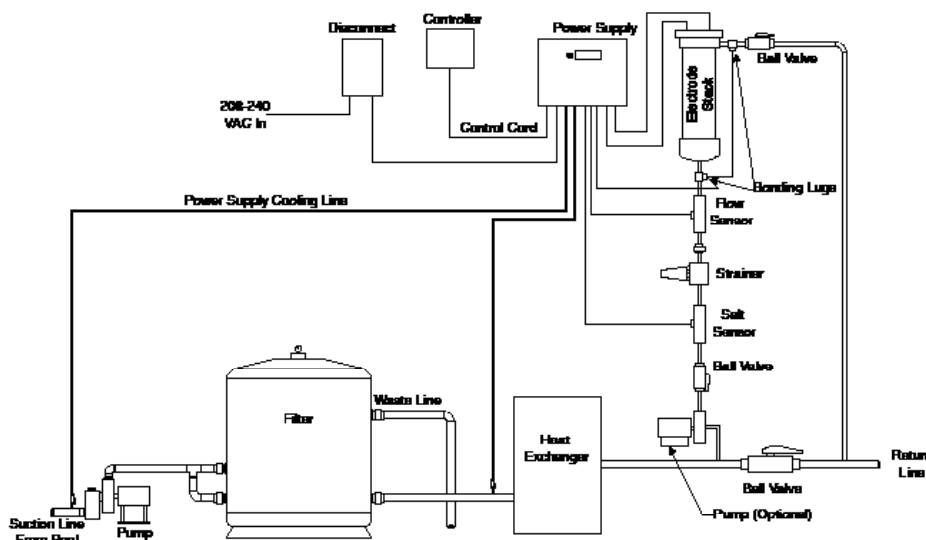 Disconnect
Controller
Power Supply
Ball Valve
Electrode
Stack
208-240
VAC In
Control Cord
Bonding Lugs
Power Supply Cooling Line
Flow
Sensor
Strainer
Salt
Sensor
Ball Valve
Waste Line
Filter
Heat
Exchanger
Return
Line
Ball Valve
Suction Line
From Pool
Pump
Pump (Optional)